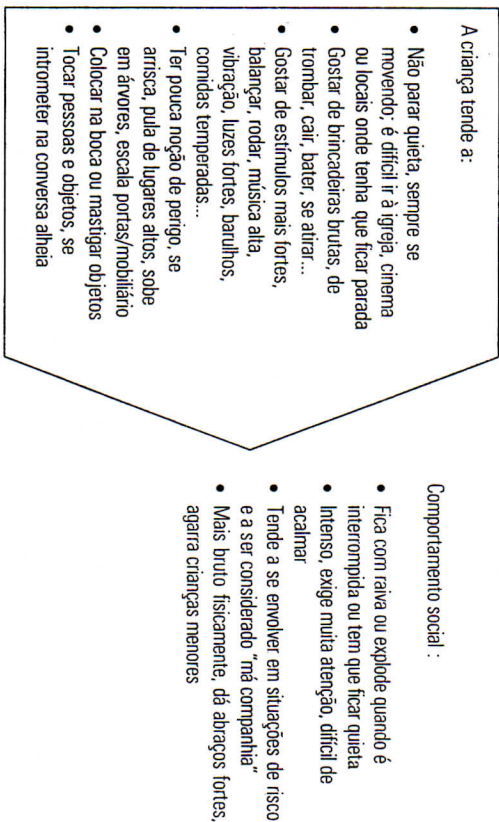 A criança tende a:
• Não parar quieta, sempre se
movendo; é difícil ir à igreja, cinema
ou locais onde tenha que ficar parada
• Gostar de brincadeiras brutas, de
trombar, cair, bater, se atirar...
• Gostar de estímulos mais fortes,
balançar, rodar, música alta,
vibração, luzes fortes, barulhos,
comidas temperadas...
• Ter pouca noção de perigo, se
arrisca, pula de lugares altos, sobe
em árvores, escala portas/mobiliário
• Colocar na boca ou mastigar objetos
• Tocar pessoas e objetos, se
intrometer na conversa alheia
Comportamento social :
• Fica com raiva ou explode quando é
interrompida ou tem que ficar quieta
• Intenso, exige muita atenção, difícil de
acalmar
• Tende a se envolver em situações de risco
e a ser considerado "má companhia"
• Mais bruto fisicamente, dá abraços fortes,
agarra crianças menores